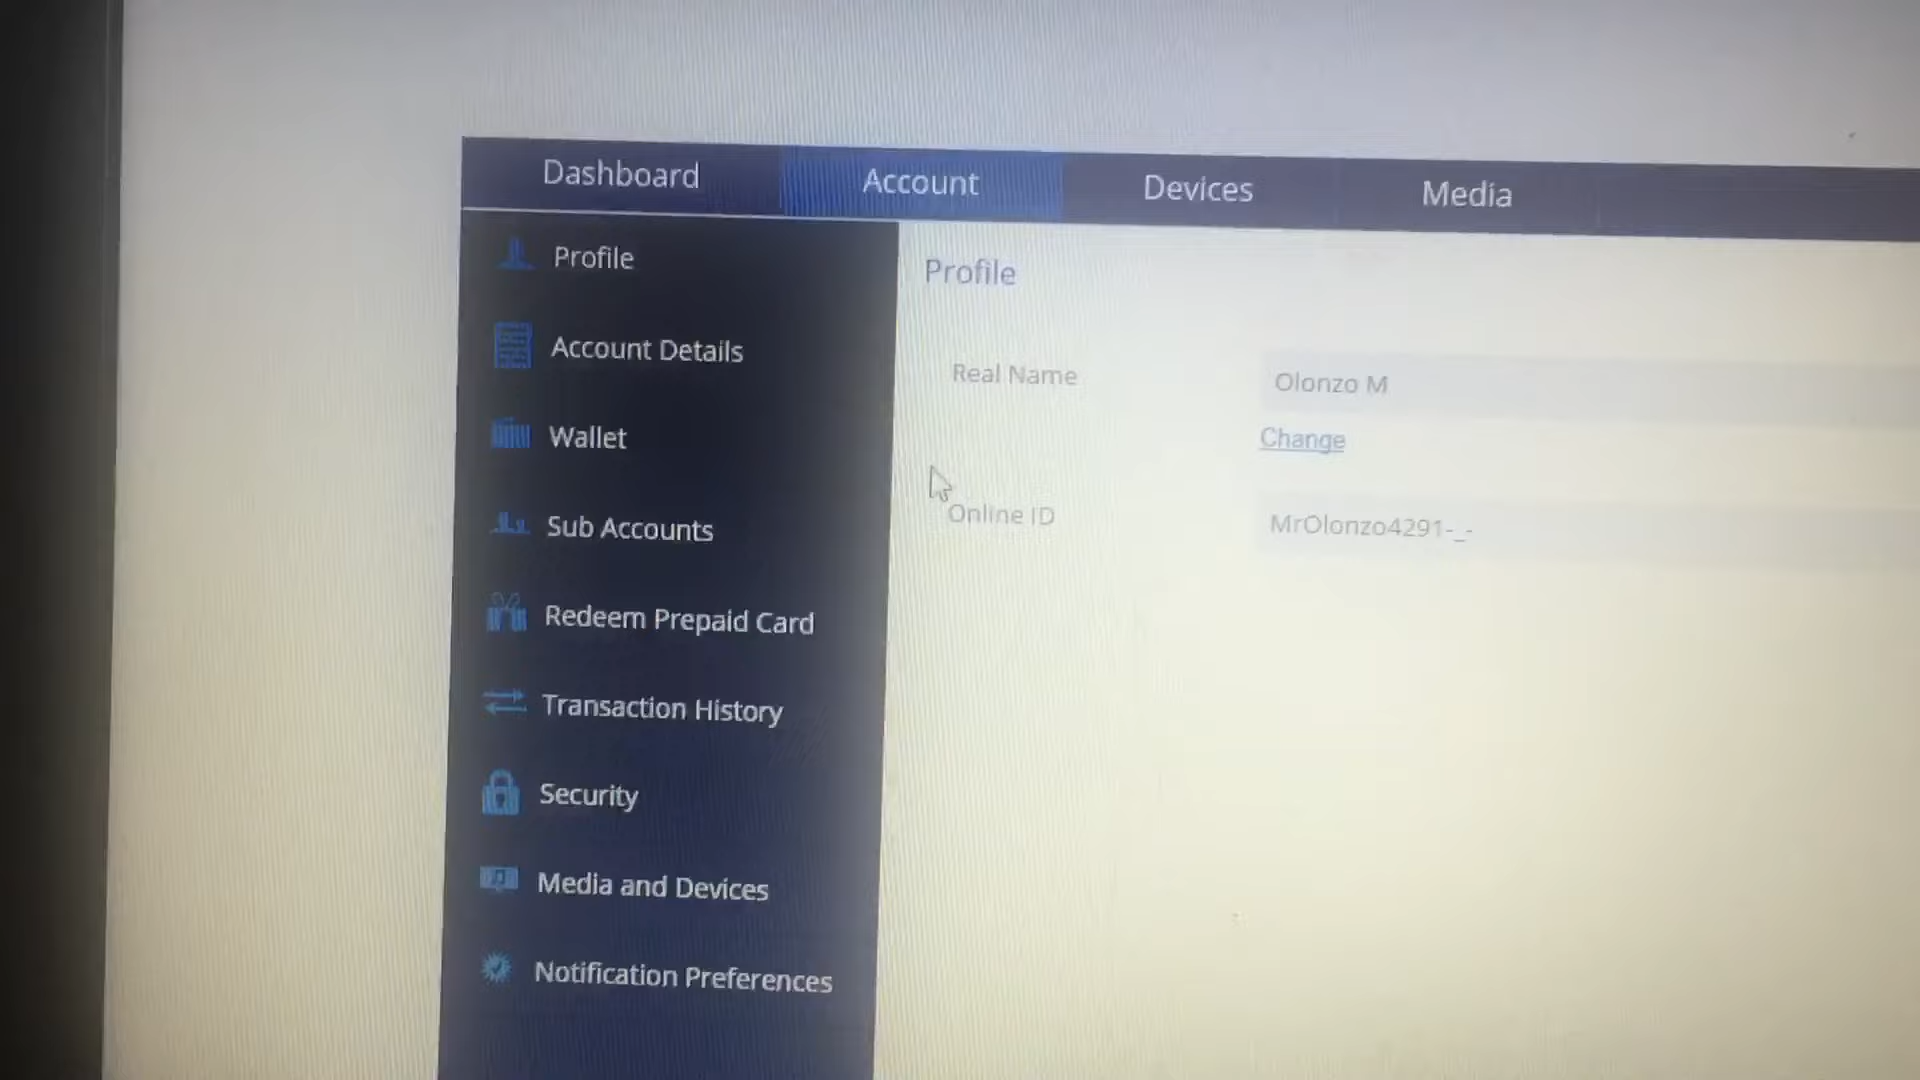 Dashboard
Account
Devices
Media
Profile
Account Details
Wallet
Sub Accounts
Redeem Prepaid Card
Transaction History
Security
Media and Devices
Notification Preferences
Profile
Real Name
Olonzo M
Change
Online ID
MrOlonzo4291-_-